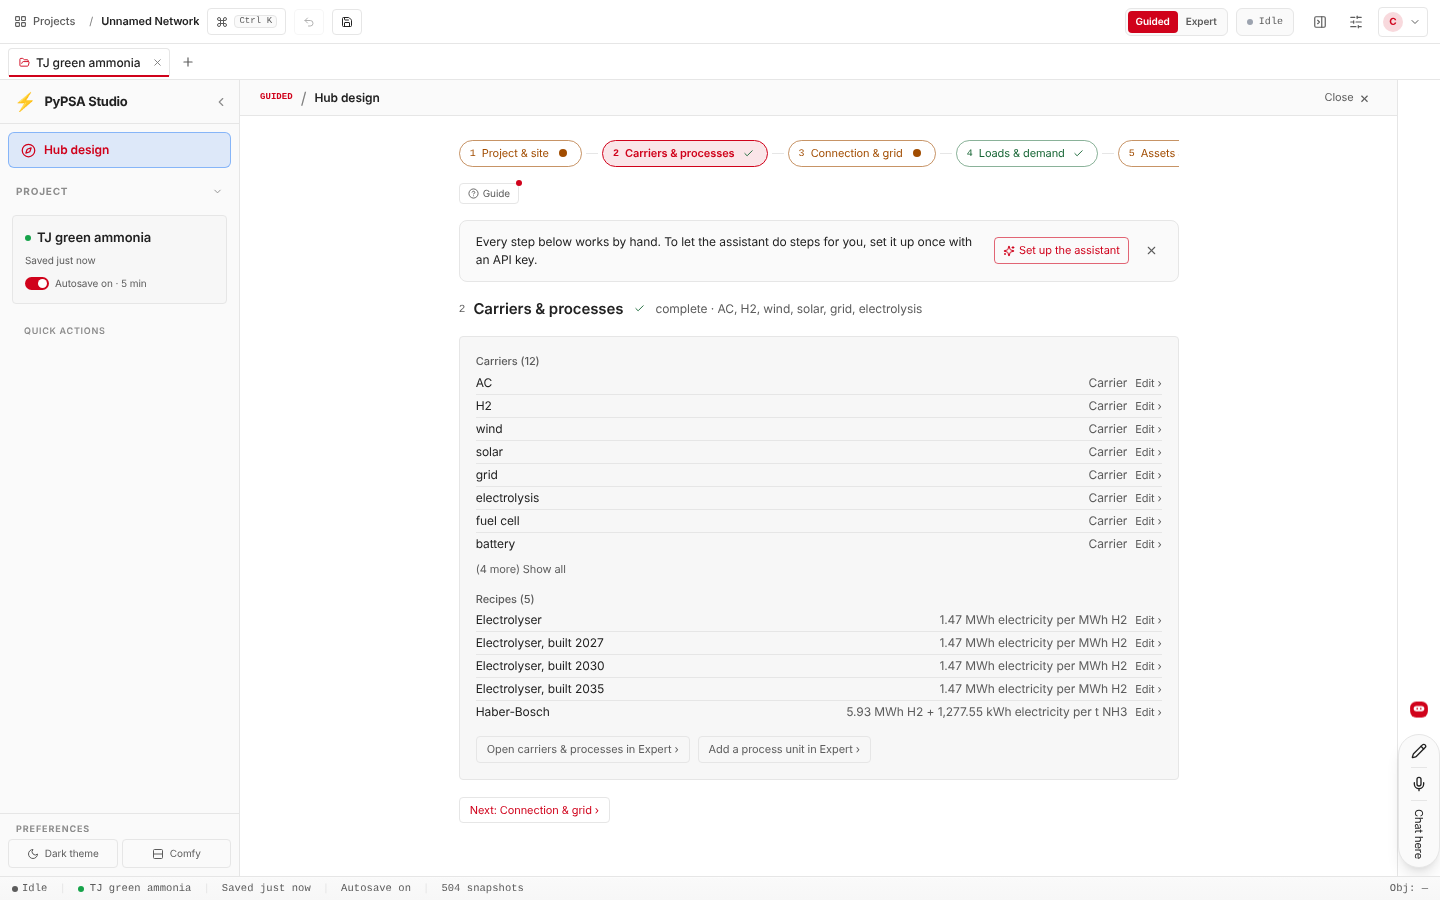 Projects / Unnamed Network Ctrl K Guided Expert Idle C
TJ green ammonia
PyPSA Studio
GUIDED / Hub design Close
Hub design
PROJECT
TJ green ammonia
Saved just now
Autosave on · 5 min
QUICK ACTIONS
1 Project & site 2 Carriers & processes 3 Connection & grid 4 Loads & demand 5 Assets
Guide
Every step below works by hand. To let the assistant do steps for you, set it up once with
an API key.
Set up the assistant
2 Carriers & processes complete · AC, H2, wind, solar, grid, electrolysis
Carriers (12)
AC Carrier Edit ›
H2 Carrier Edit ›
wind Carrier Edit ›
solar Carrier Edit ›
grid Carrier Edit ›
electrolysis Carrier Edit ›
fuel cell Carrier Edit ›
battery Carrier Edit ›
(4 more) Show all
Recipes (5)
Electrolyser 1.47 MWh electricity per MWh H2 Edit ›
Electrolyser, built 2027 1.47 MWh electricity per MWh H2 Edit ›
Electrolyser, built 2030 1.47 MWh electricity per MWh H2 Edit ›
Electrolyser, built 2035 1.47 MWh electricity per MWh H2 Edit ›
Haber-Bosch 5.93 MWh H2 + 1,277.55 kWh electricity per t NH3 Edit ›
Open carriers & processes in Expert › Add a process unit in Expert ›
Next: Connection & grid ›
Chat here
PREFERENCES
Dark theme Comfy
Idle TJ green ammonia Saved just now Autosave on 504 snapshots Obj: —